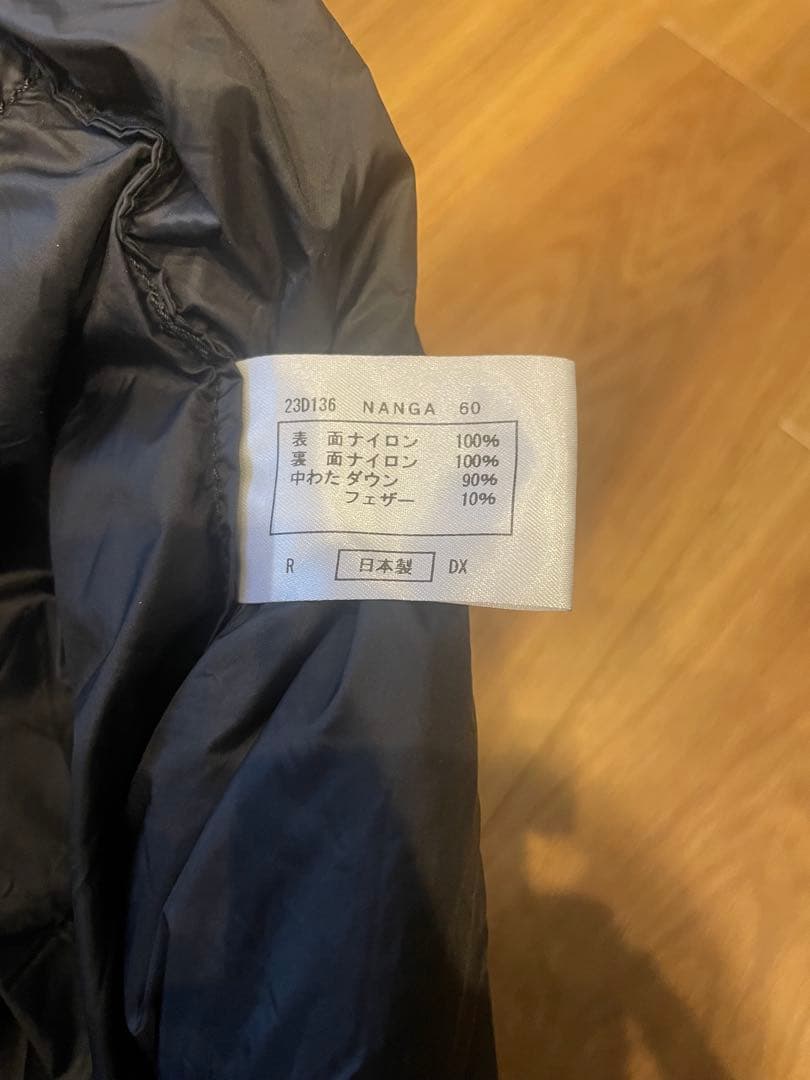 23D136 NANGA 60
表 面ナイロン 100%
裏 面ナイロン 100%
中わたダウン 90%
フェザー 10%
R 日本製 DX